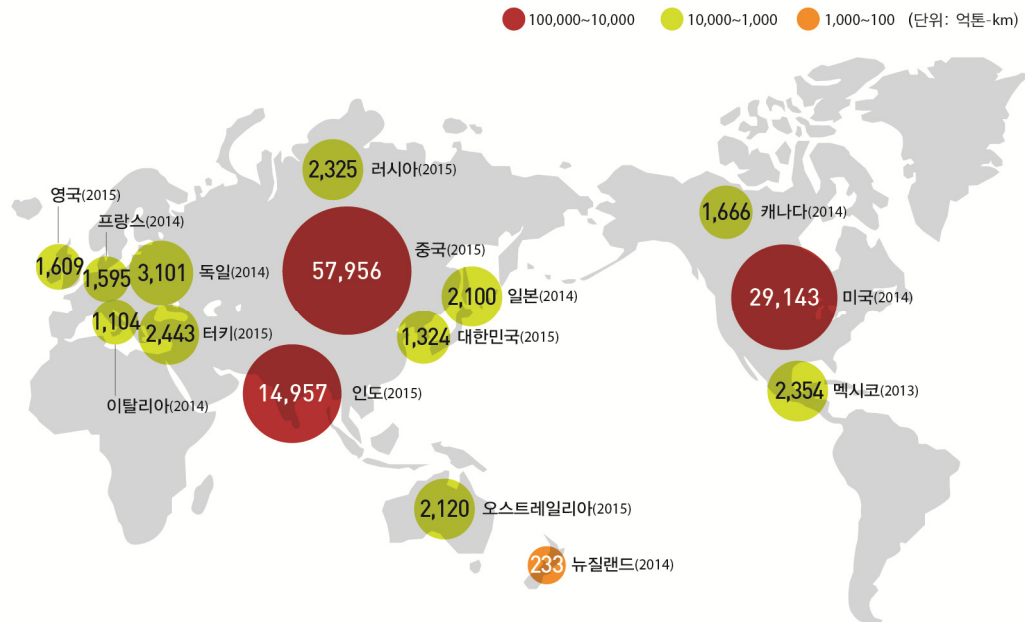 100,000~10,000 10,000~1,000 1,000~100 (단위: 억톤-km)
2,325 러시아(2015)
영국(2015)
프랑스(2014)
1,666 캐나다(2014)
중국(2015)
57,956
1,609
1,595
3,101 독일(2014)
2,100 일본(2014)
29,143 미국(2014)
1,104
2,443 터키(2015)
1,324 대한민국(2015)
14,957 인도(2015)
2,354 멕시코(2013)
이탈리아(2014)
2,120 오스트레일리아(2015)
233 뉴질랜드(2014)